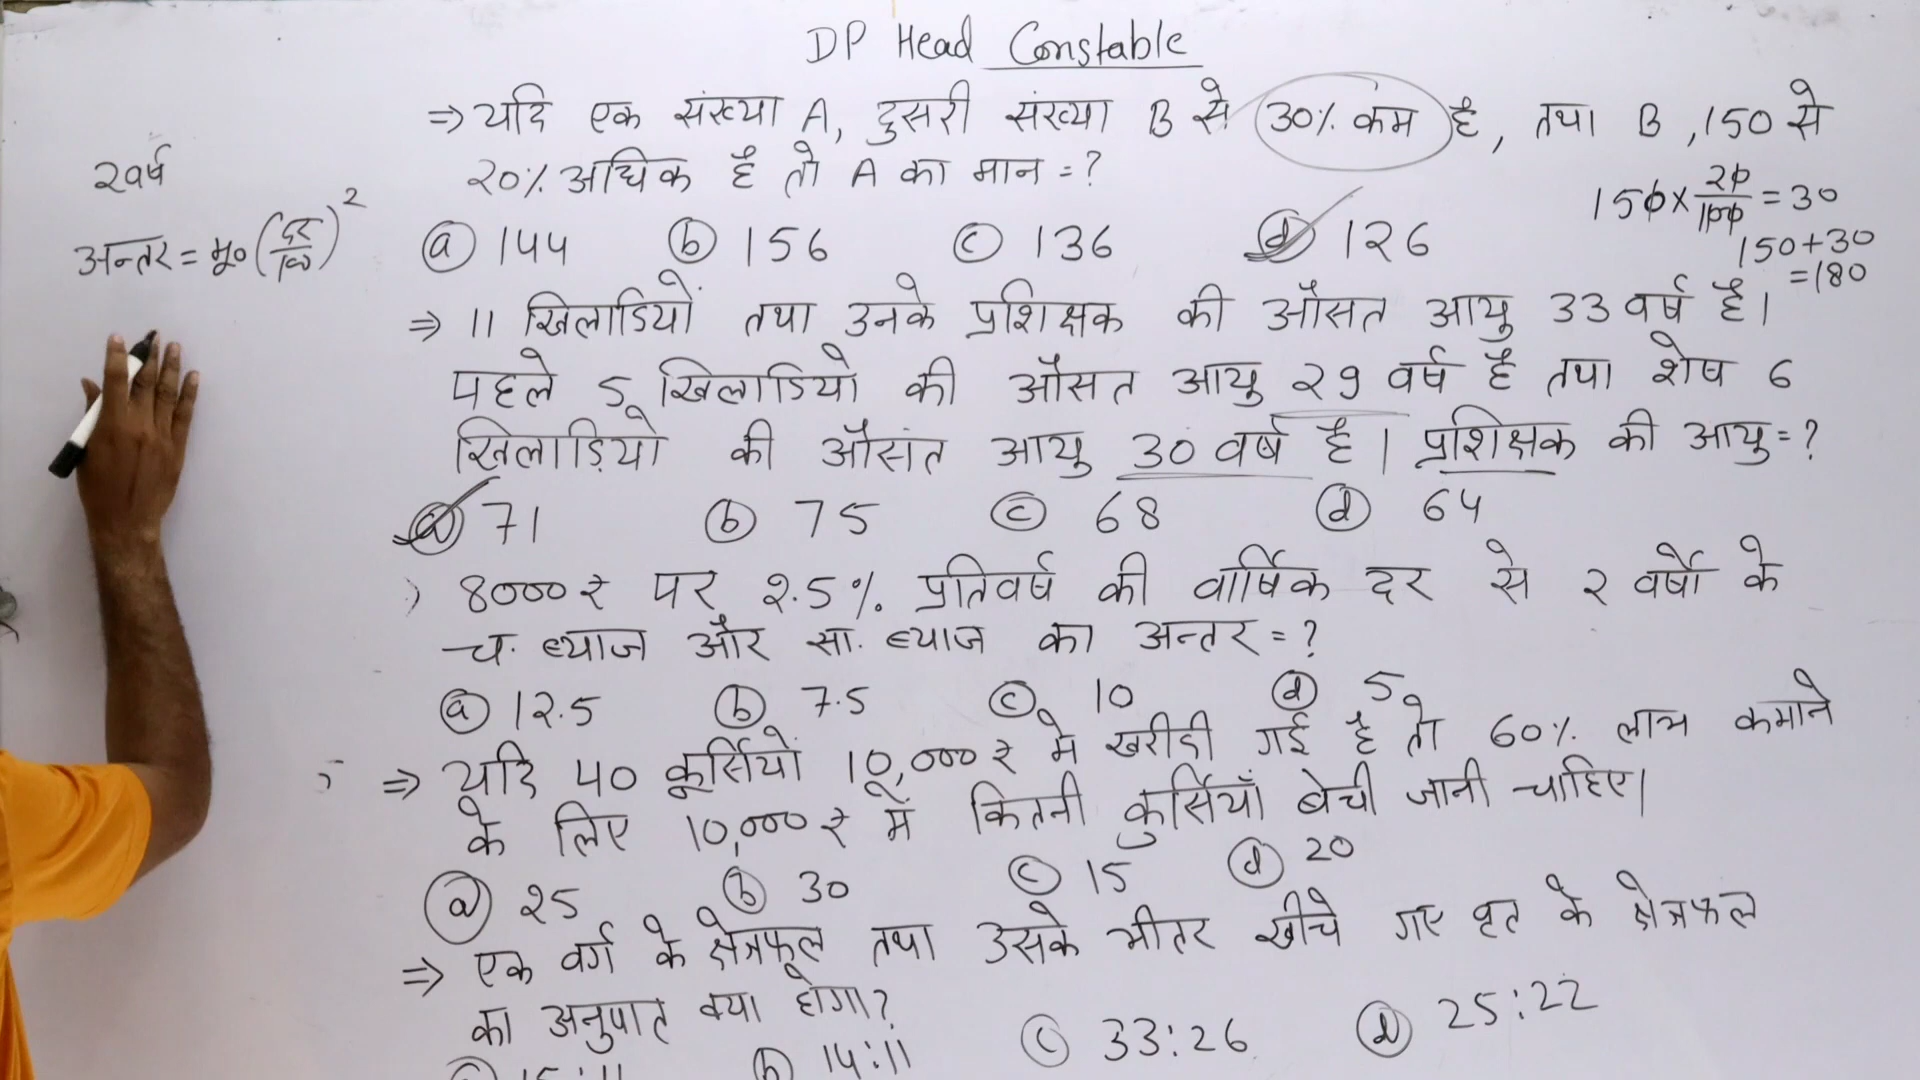 DP Head Constable
⇒ यदि एक संख्या A, दुसरी संख्या B से 30% कम है, तथा B, 150 से
20% अधिक है तो A का मान = ?
150 × 20/100 = 30
150 + 30
= 180
ⓐ 144 ⓑ 156 ⓒ 136 ⓓ 126
2 वर्ष
अन्तर = मू० (दर/100)²
⇒ 11 खिलाडियों तथा उनके प्रशिक्षक की औसत आयु 33 वर्ष है।
पहले 5 खिलाडियो की औसत आयु 29 वर्ष है तथा शेष 6
खिलाड़ियो की औसत आयु 30 वर्ष है। प्रशिक्षक की आयु = ?
ⓐ 71 ⓑ 75 ⓒ 68 ⓓ 64
8000 ₹ पर 2.5% प्रतिवर्ष की वार्षिक दर से 2 वर्षो के
च. ब्याज और सा. ब्याज का अन्तर = ?
ⓐ 12.5 ⓑ 7.5 ⓒ 10 ⓓ 5
⇒ यदि 40 कूर्सियों 10,000 ₹ मे खरीदी गई है तो 60% लाभ कमाने
के लिए 10,000 ₹ में कितनी कुर्सियाँ बेची जानी चाहिए।
ⓐ 25 ⓑ 30 ⓒ 15 ⓓ 20
⇒ एक वर्ग के क्षेत्रफल तथा उसके भीतर खीचे गए वृत के क्षेत्रफल
का अनुपात क्या होगा?
ⓑ 14:11 ⓒ 33:26 ⓓ 25:22